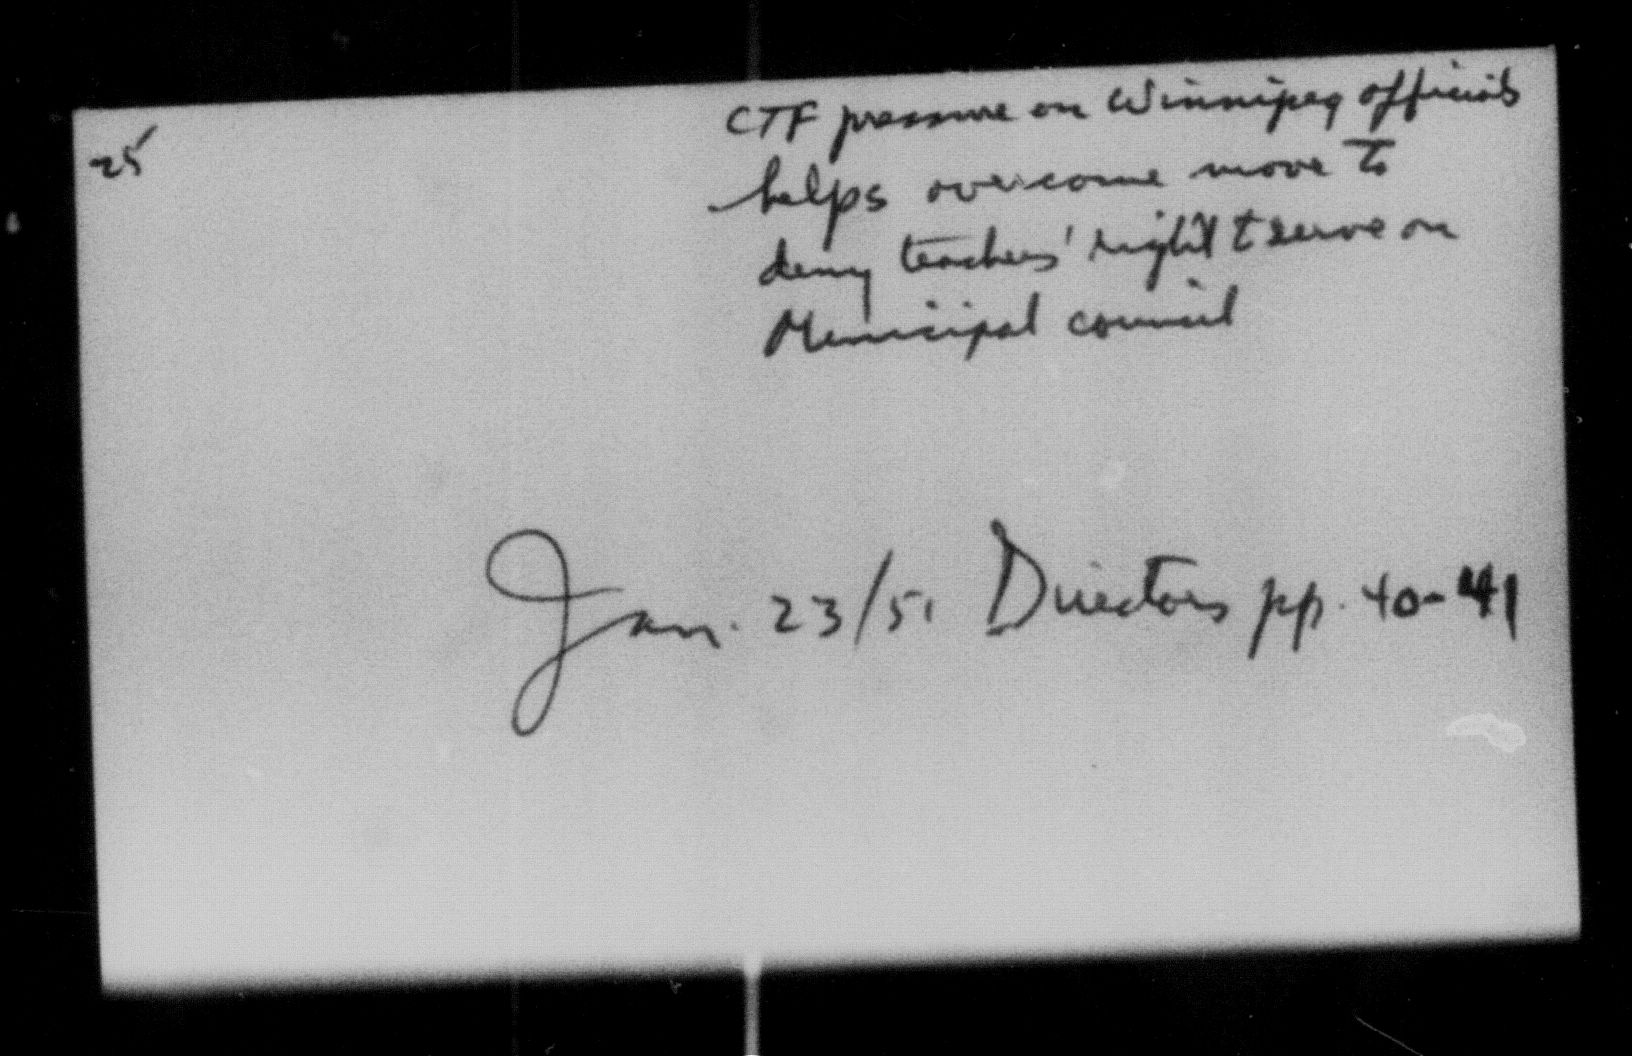 25
CTF pressure on Winnipeg officials
helps overcome move to
deny teachers' right t serve on
Municipal council
Jan. 23/51 Directors pp. 40-41